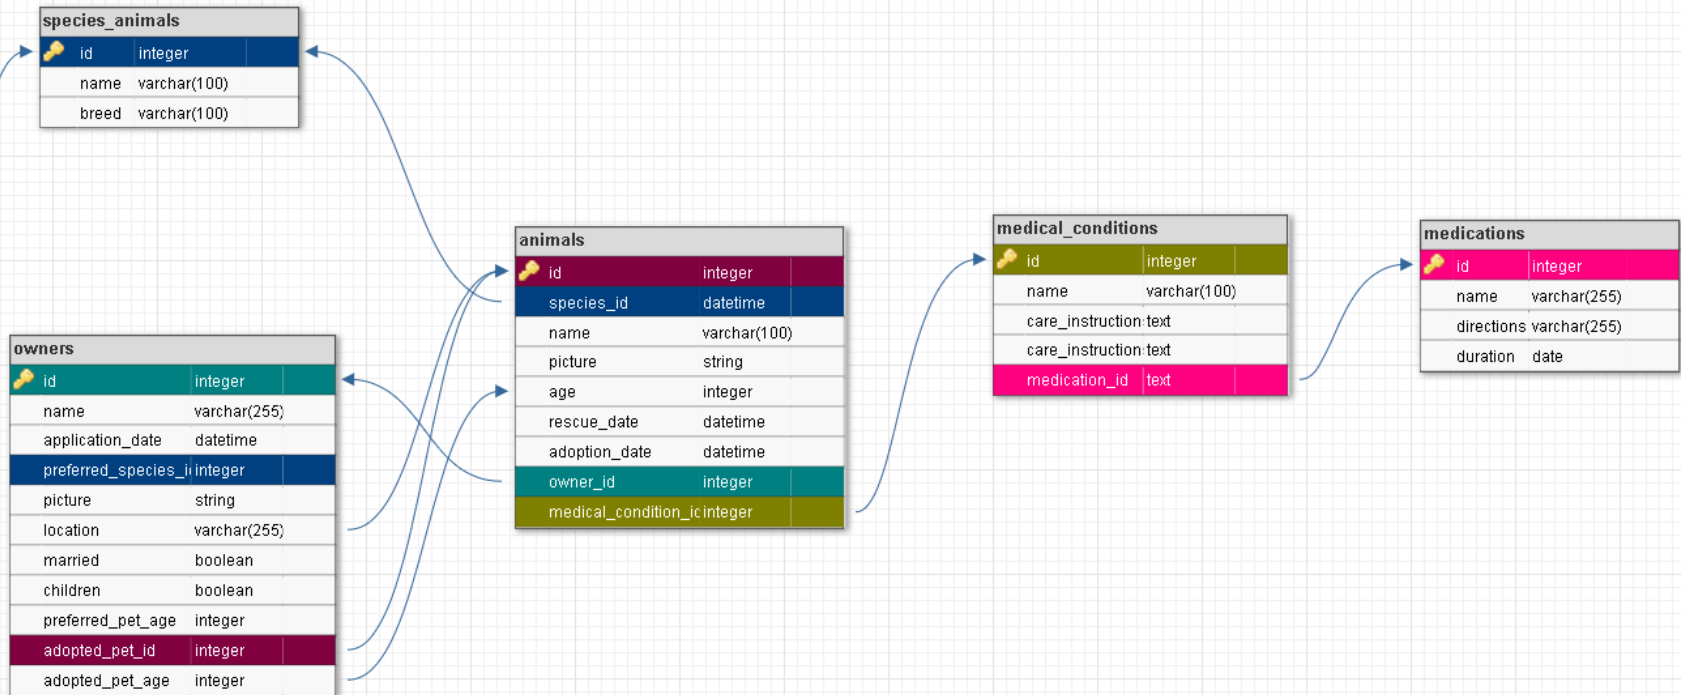 species_animals
id integer
name varchar(100)
breed varchar(100)
animals
id integer
species_id datetime
name varchar(100)
picture string
age integer
rescue_date datetime
adoption_date datetime
owner_id integer
medical_condition_ic integer
medical_conditions
id integer
name varchar(100)
care_instruction text
care_instruction text
medication_id text
medications
id integer
name varchar(255)
directions varchar(255)
duration date
owners
id integer
name varchar(255)
application_date datetime
preferred_species_i integer
picture string
location varchar(255)
married boolean
children boolean
preferred_pet_age integer
adopted_pet_id integer
adopted_pet_age integer